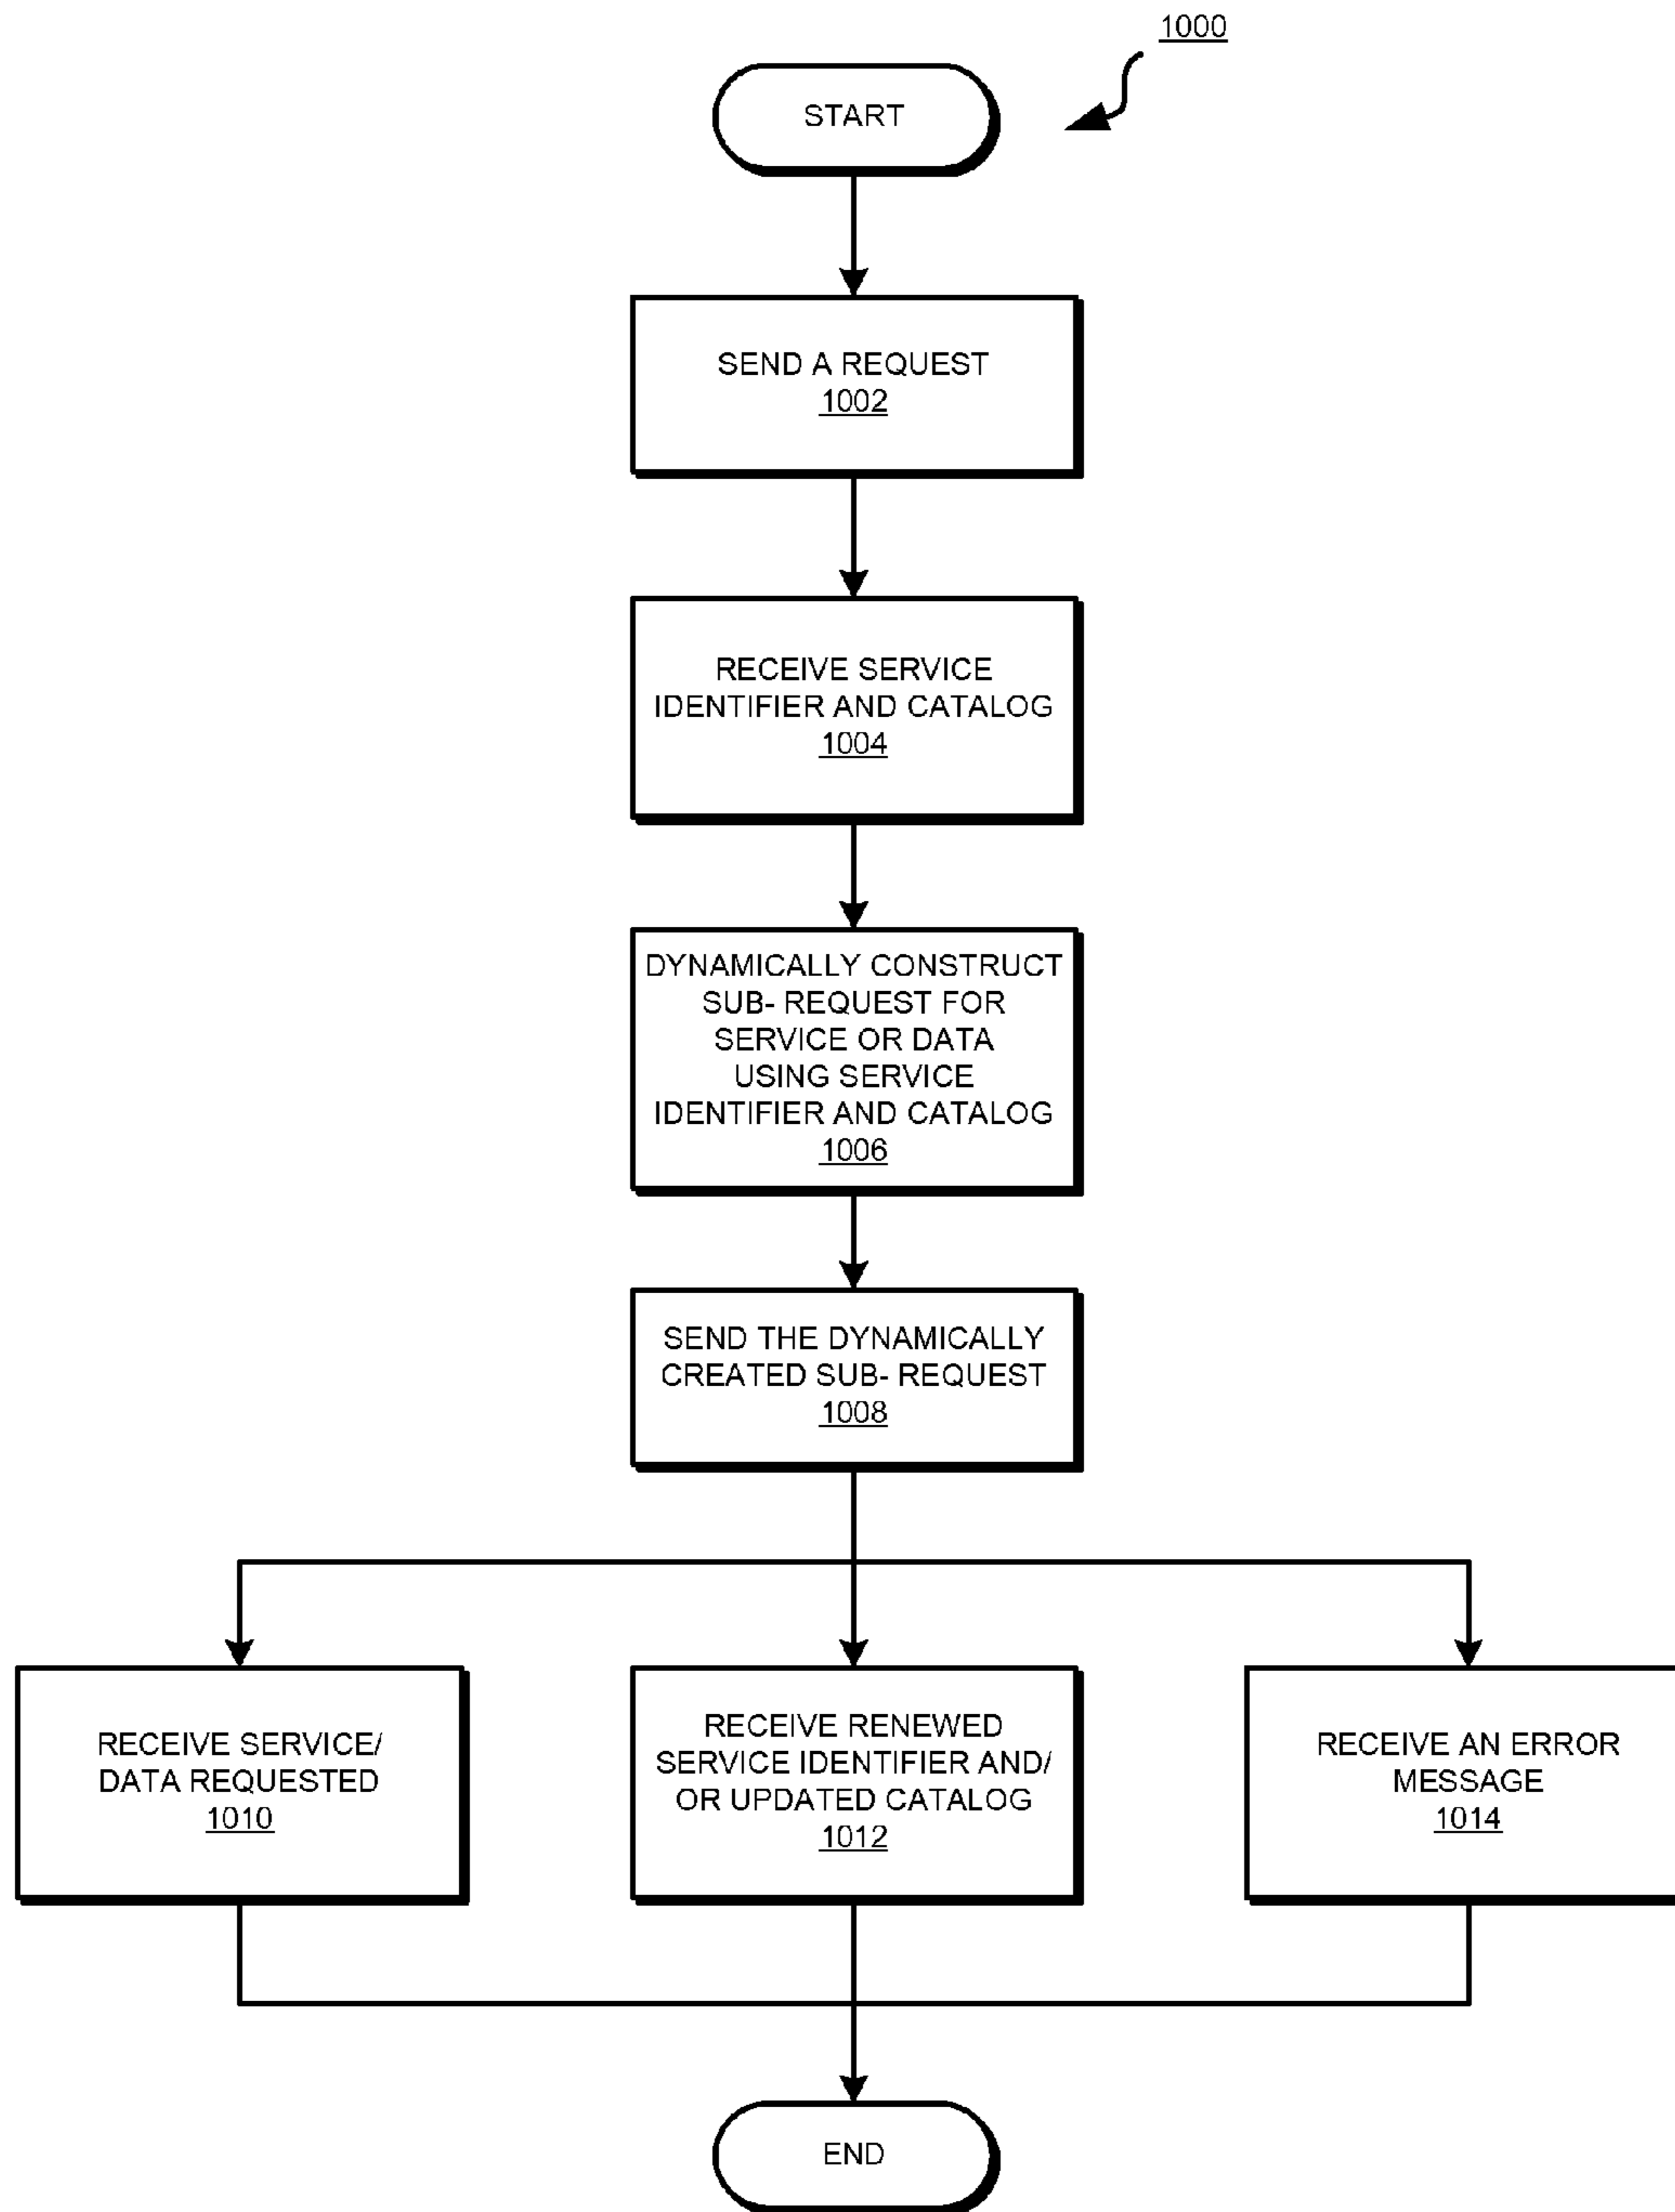 1000
START
SEND A REQUEST
1002
RECEIVE SERVICE
IDENTIFIER AND CATALOG
1004
DYNAMICALLY CONSTRUCT
SUB- REQUEST FOR
SERVICE OR DATA
USING SERVICE
IDENTIFIER AND CATALOG
1006
SEND THE DYNAMICALLY
CREATED SUB- REQUEST
1008
RECEIVE SERVICE/
DATA REQUESTED
1010
RECEIVE RENEWED
SERVICE IDENTIFIER AND/
OR UPDATED CATALOG
1012
RECEIVE AN ERROR
MESSAGE
1014
END